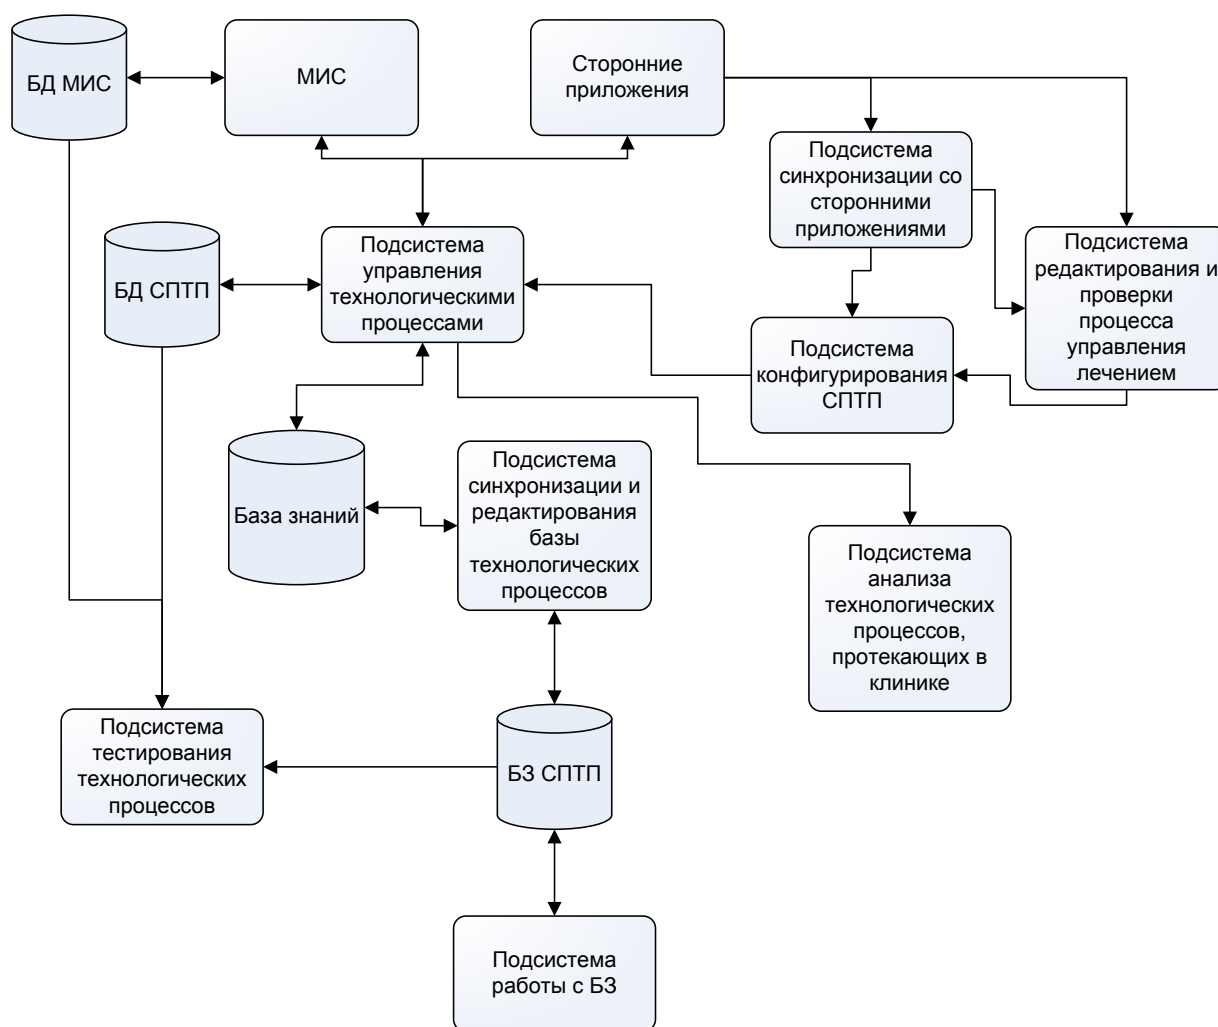 БД МИС
МИС
Сторонние
приложения
Подсистема
синхронизации со
сторонними
приложениями
Подсистема
редактирования и
проверки
процесса
управления
лечением
БД СПТП
Подсистема
управления
технологическими
процессами
Подсистема
конфигурирования
СПТП
База знаний
Подсистема
синхронизации и
редактирования
базы
технологических
процессов
Подсистема
анализа
технологических
процессов,
протекающих в
клинике
Подсистема
тестирования
технологических
процессов
БЗ СПТП
Подсистема
работы с БЗ